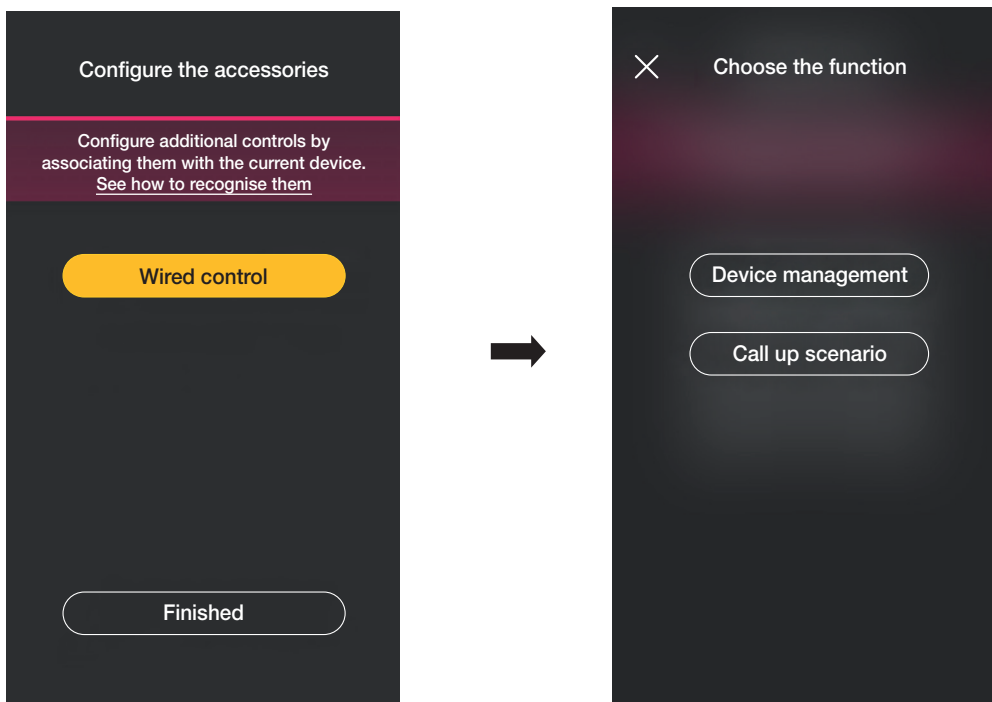 Configure the accessories
Configure additional controls by
associating them with the current device.
See how to recognise them
Wired control
Finished
Choose the function
Device management
Call up scenario